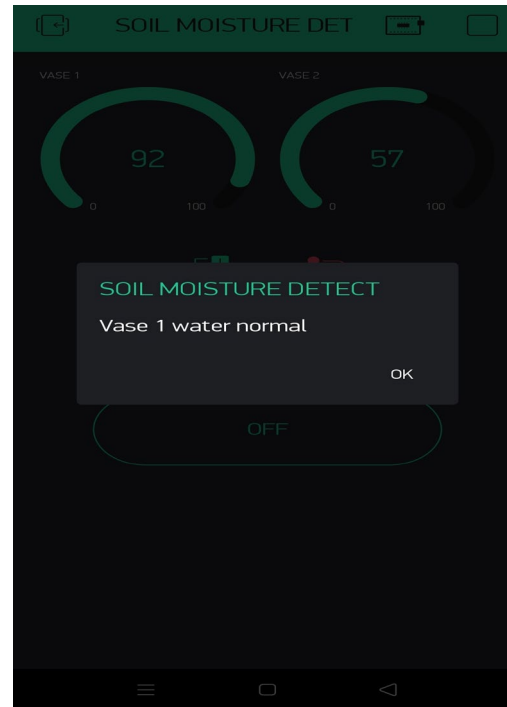 SOIL MOISTURE DET
VASE 1 VASE 2
92 57
0 100 0 100
SOIL MOISTURE DETECT
Vase 1 water normal
OK
OFF